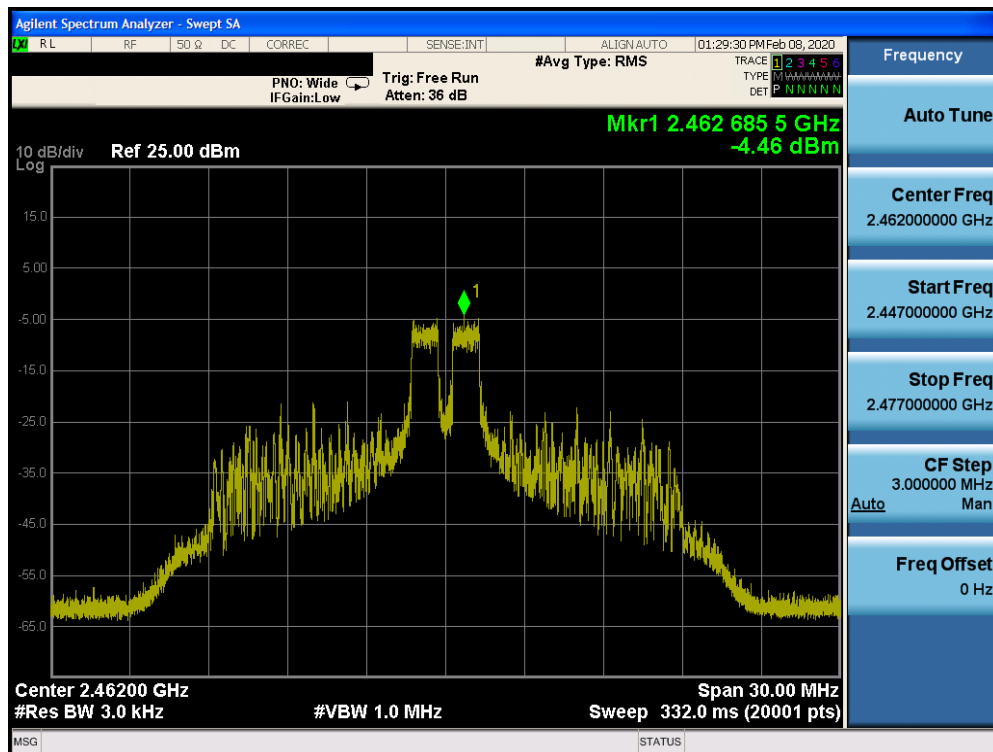 Agilent Spectrum Analyzer - Swept SA
LXI RL RF 50 Ω DC CORREC SENSE:INT ALIGN AUTO 01:29:30 PM Feb 08, 2020
#Avg Type: RMS
TRACE 1 2 3 4 5 6
PNO: Wide Trig: Free Run
TYPE M
IFGain:Low Atten: 36 dB
DET P N N N N N
Mkr1 2.462 685 5 GHz
-4.46 dBm
10 dB/div Ref 25.00 dBm
Log
15.0
5.00
1
-5.00
-15.0
-25.0
-35.0
-45.0
-55.0
-65.0
Center 2.46200 GHz Span 30.00 MHz
#Res BW 3.0 kHz #VBW 1.0 MHz Sweep 332.0 ms (20001 pts)
MSG STATUS
Frequency
Auto Tune
Center Freq
2.462000000 GHz
Start Freq
2.447000000 GHz
Stop Freq
2.477000000 GHz
CF Step
3.000000 MHz
Auto Man
Freq Offset
0 Hz